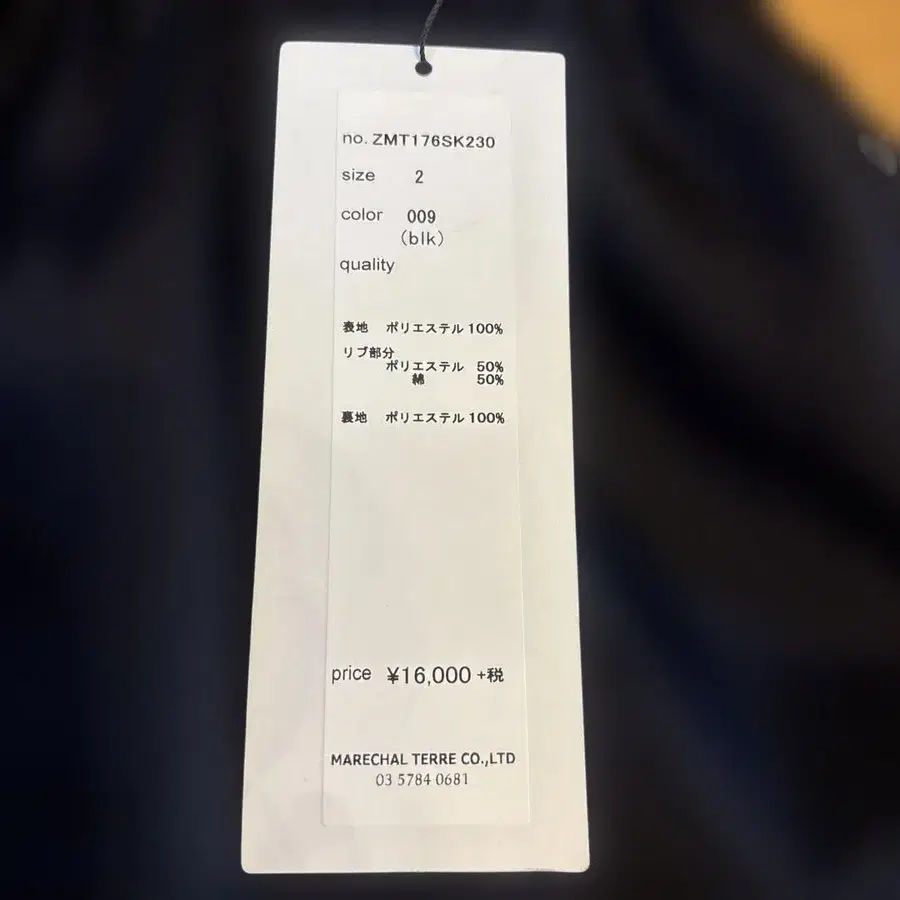 no. ZMT176SK230
size 2
color 009
(blk)
quality
表地 ポリエステル 100%
リブ部分
ポリエステル 50%
綿 50%
裏地 ポリエステル 100%
price ¥16,000 +税
MARECHAL TERRE CO.,LTD
03 5784 0681